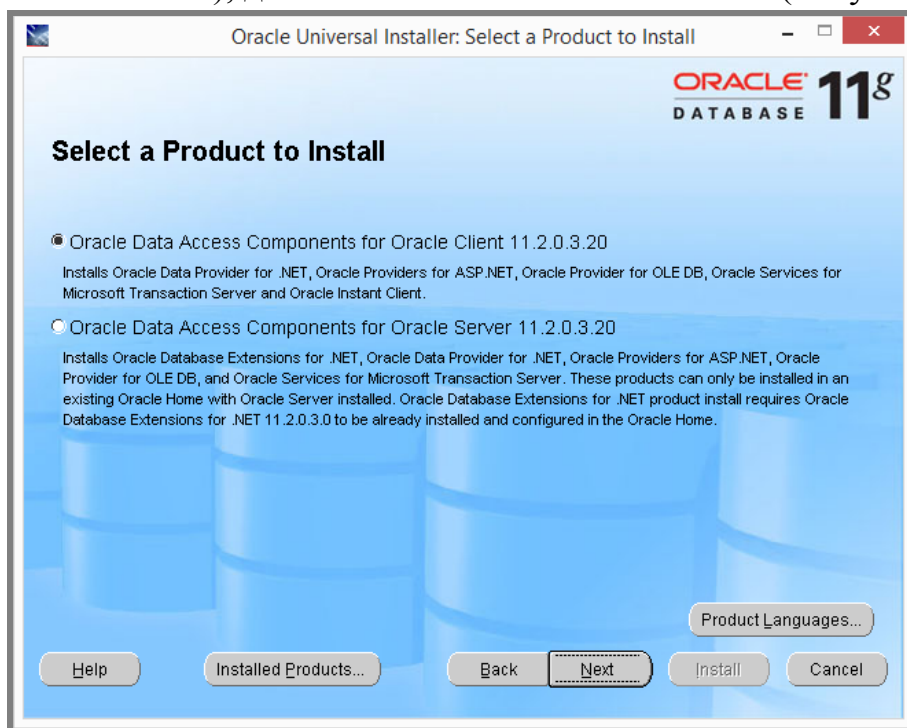 Oracle Universal Installer: Select a Product to Install
ORACLE 11g
DATABASE
Select a Product to Install
Oracle Data Access Components for Oracle Client 11.2.0.3.20
Installs Oracle Data Provider for .NET, Oracle Providers for ASP.NET, Oracle Provider for OLE DB, Oracle Services for
Microsoft Transaction Server and Oracle Instant Client.
Oracle Data Access Components for Oracle Server 11.2.0.3.20
Installs Oracle Database Extensions for .NET, Oracle Data Provider for .NET, Oracle Providers for ASP.NET, Oracle
Provider for OLE DB, and Oracle Services for Microsoft Transaction Server. These products can only be installed in an
existing Oracle Home with Oracle Server installed. Oracle Database Extensions for .NET product install requires Oracle
Database Extensions for .NET 11.2.0.3.0 to be already installed and configured in the Oracle Home.
Product Languages...
Help Installed Products... Back Next Install Cancel